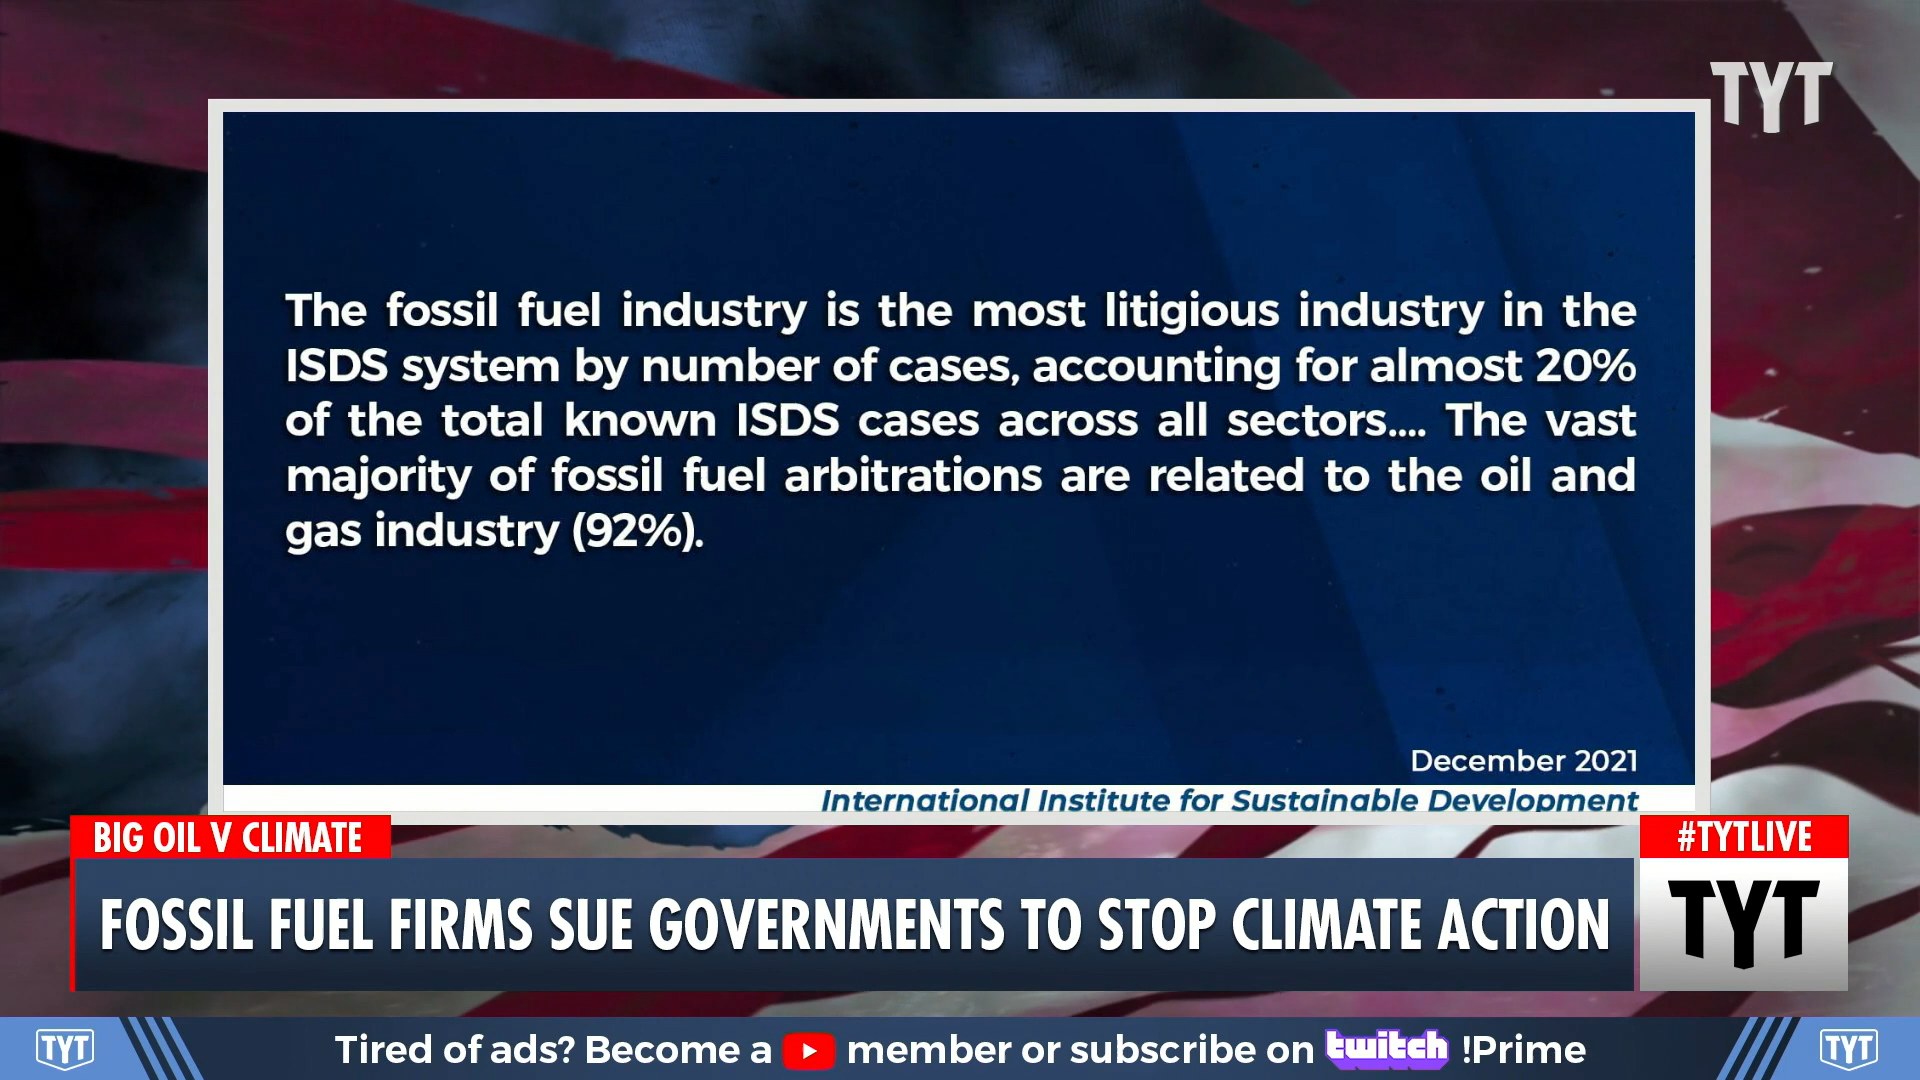 TYT
The fossil fuel industry is the most litigious industry in the
ISDS system by number of cases, accounting for almost 20%
of the total known ISDS cases across all sectors.... The vast
majority of fossil fuel arbitrations are related to the oil and
gas industry (92%).
December 2021
International Institute for Sustainable Development
BIG OIL V CLIMATE
#TYTLIVE
FOSSIL FUEL FIRMS SUE GOVERNMENTS TO STOP CLIMATE ACTION
TYT
TYT
Tired of ads? Become a member or subscribe on twitch !Prime
TYT